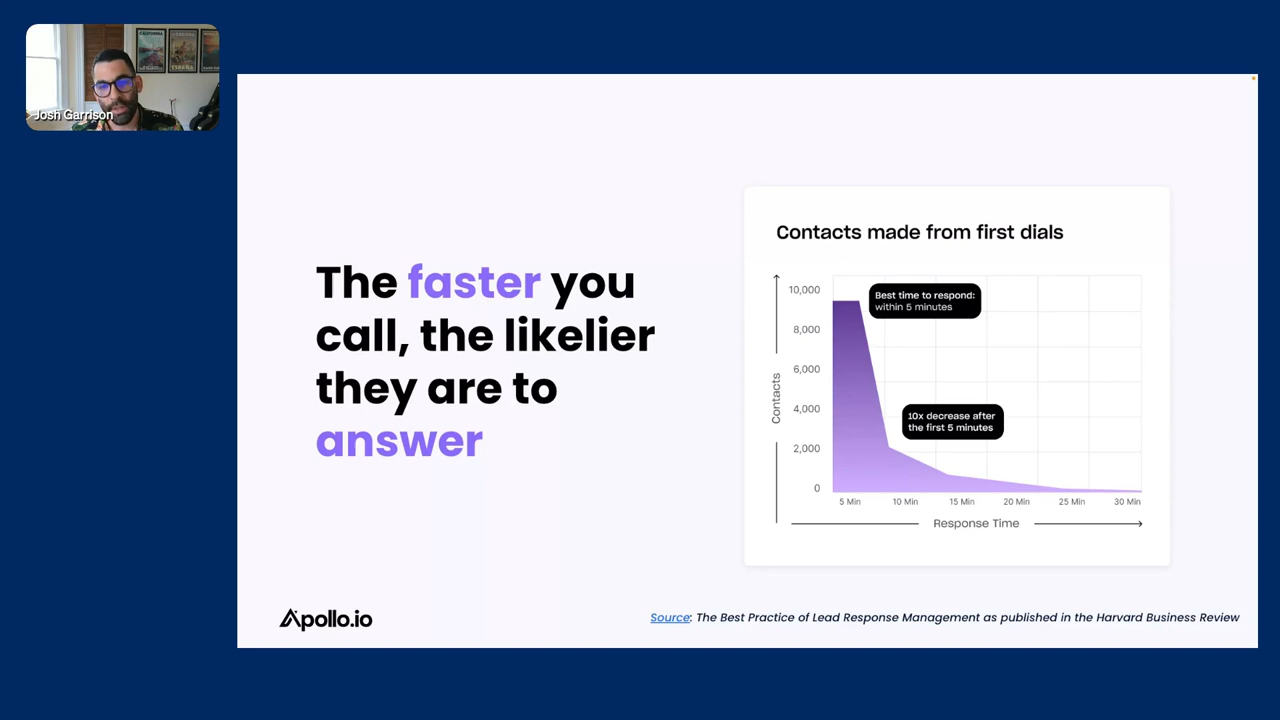 Josh Garrison
The faster you
call, the likelier
they are to
answer
Contacts made from first dials
Contacts
10,000
8,000
6,000
4,000
2,000
0
Best time to respond:
within 5 minutes
10x decrease after
the first 5 minutes
5 Min
10 Min
15 Min
20 Min
25 Min
30 Min
Response Time
Apollo.io
Source: The Best Practice of Lead Response Management as published in the Harvard Business Review